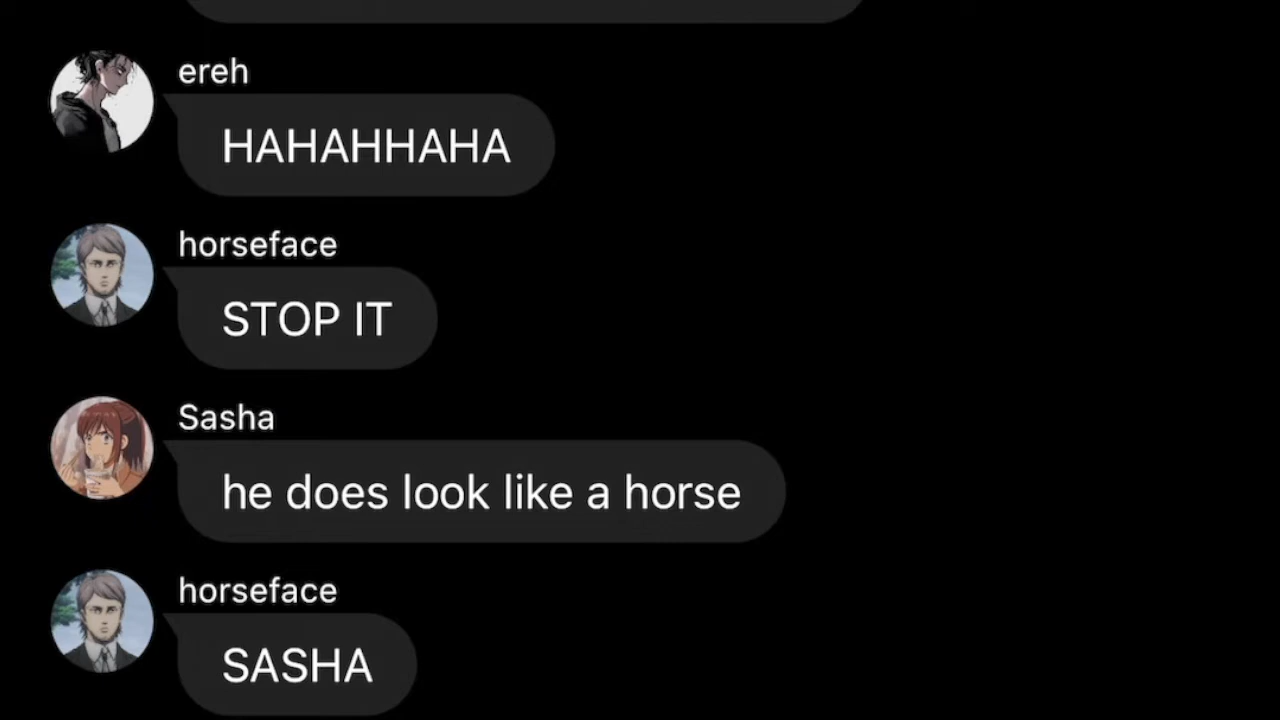 ereh
HAHAHHAHA
horseface
STOP IT
Sasha
he does look like a horse
horseface
SASHA